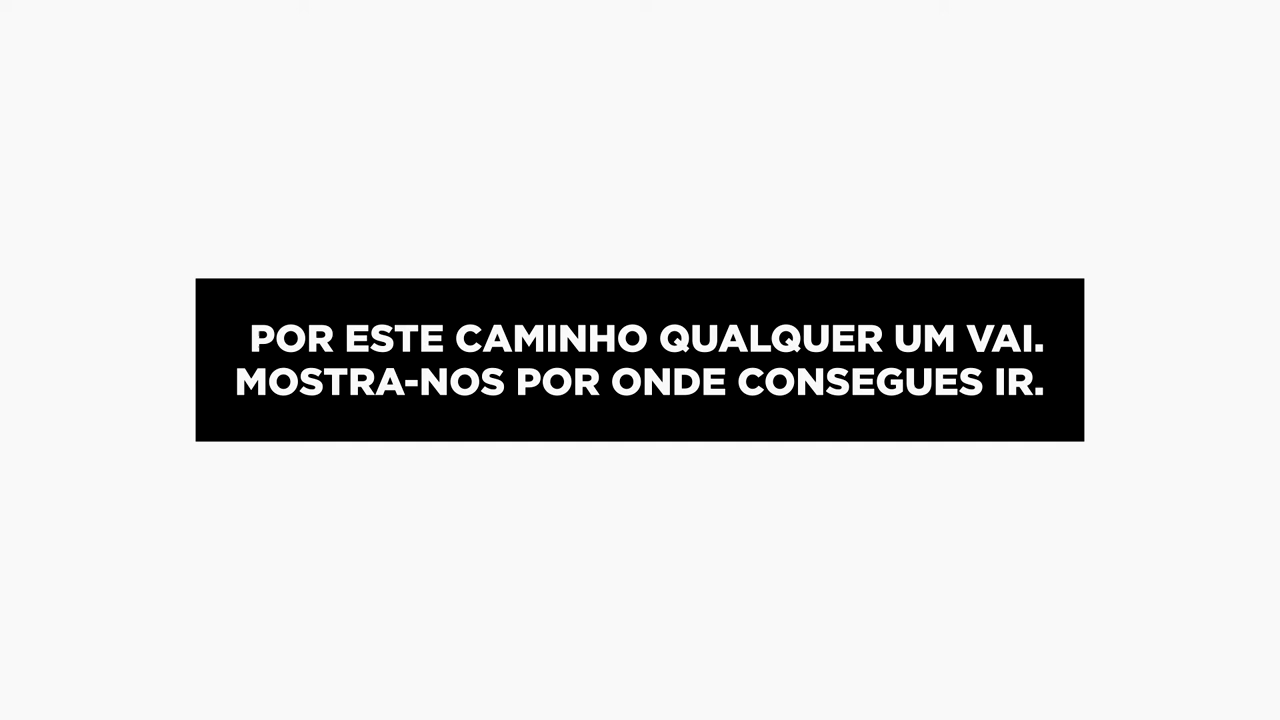 POR ESTE CAMINHO QUALQUER UM VAI.
MOSTRA-NOS POR ONDE CONSEGUES IR.